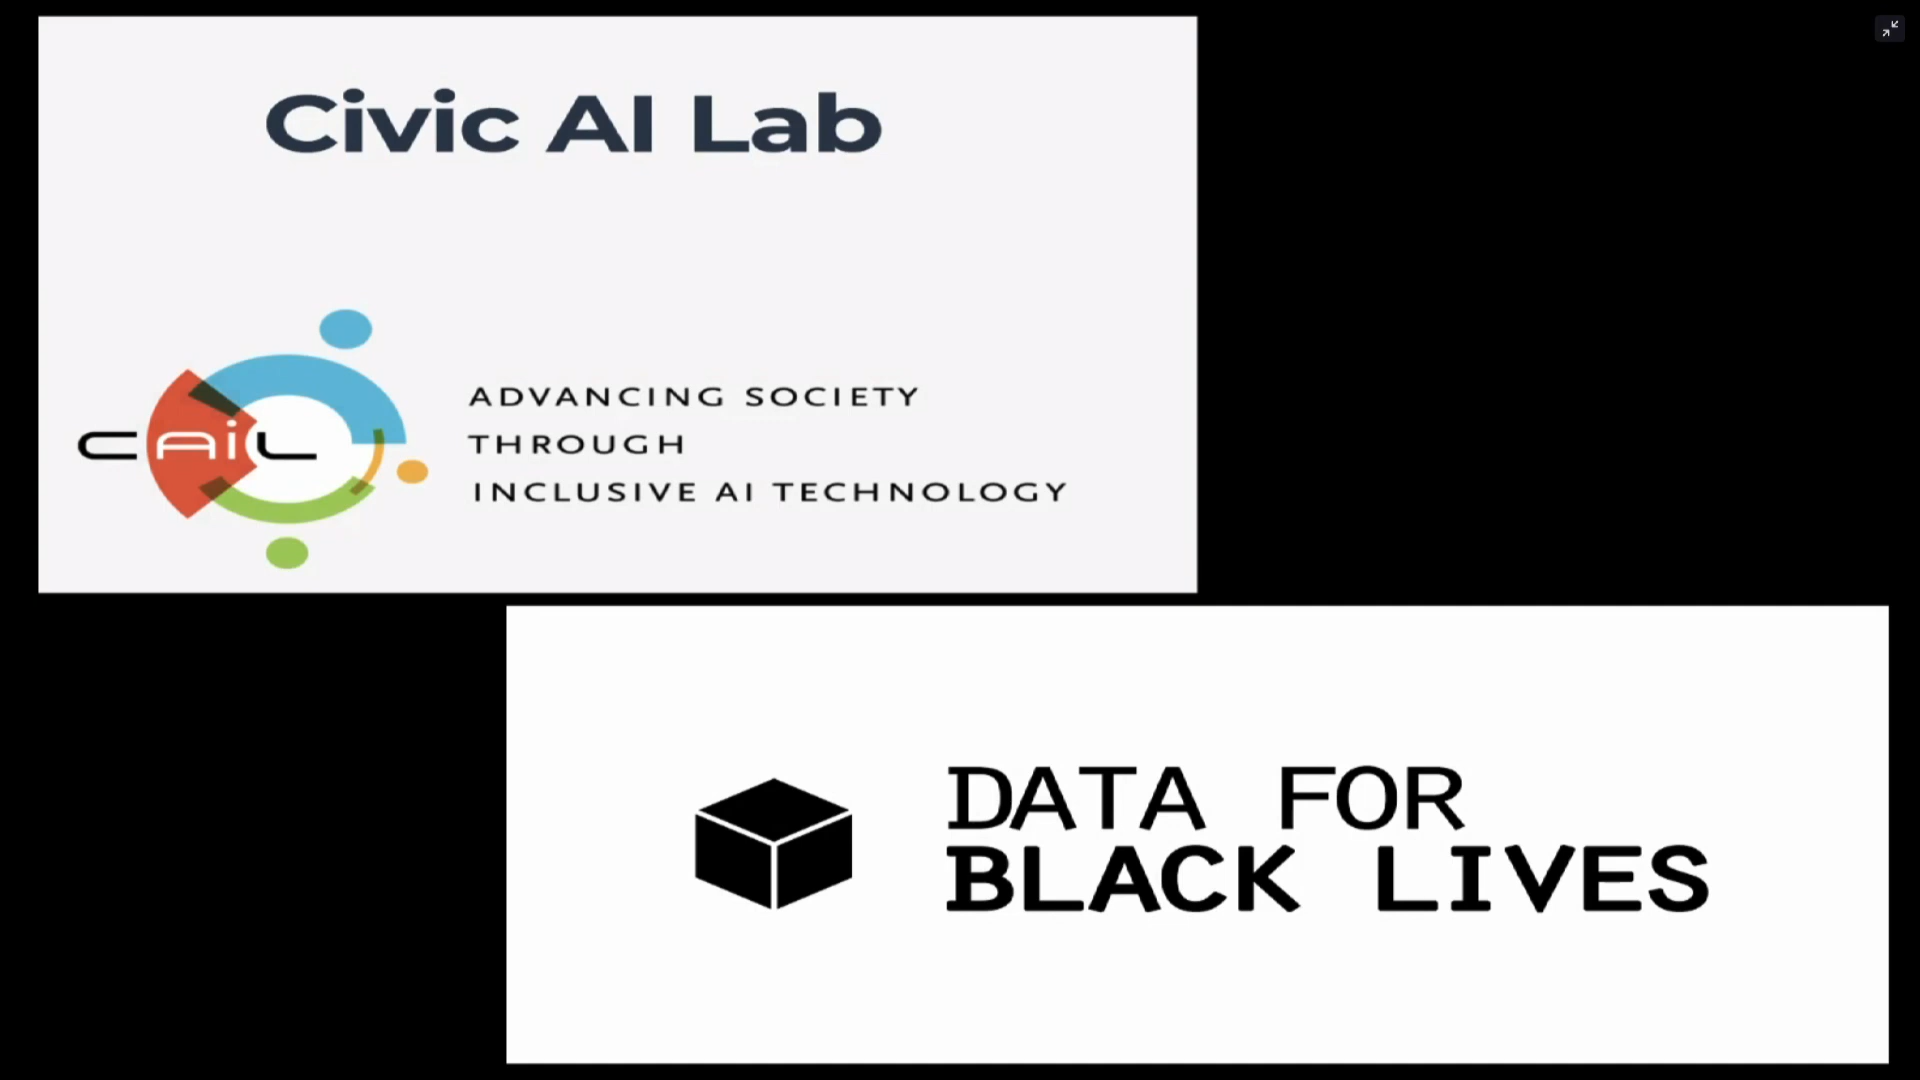 Civic AI Lab
CAiL
ADVANCING SOCIETY
THROUGH
INCLUSIVE AI TECHNOLOGY
DATA FOR
BLACK LIVES